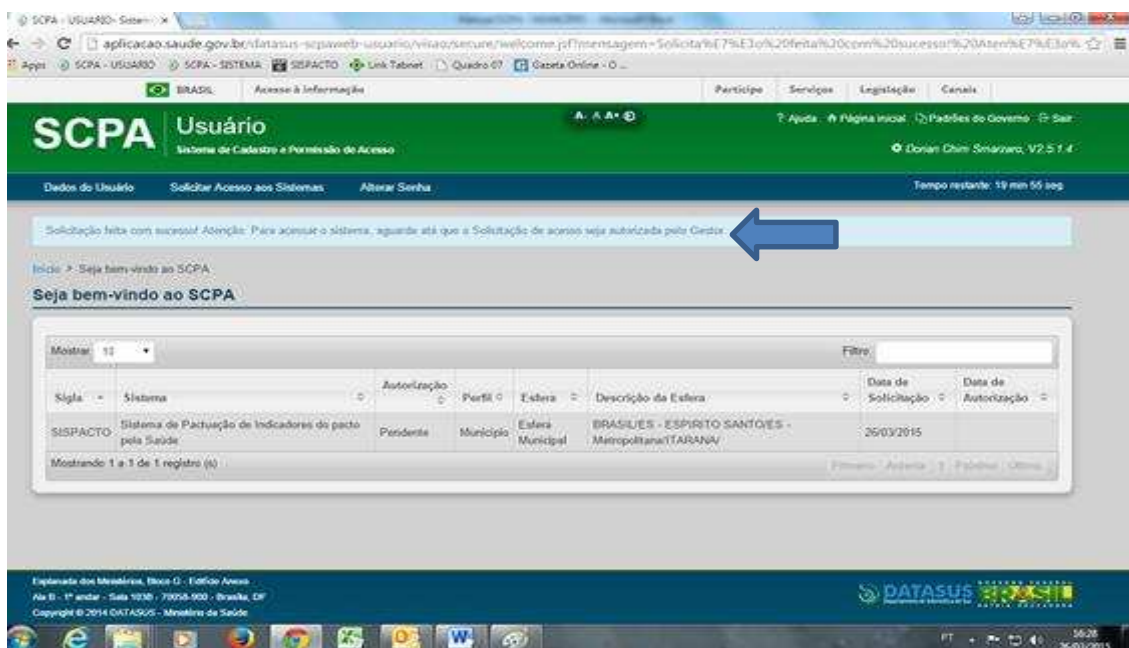 SCPA - USUARIO- Sister
aplicacao.saude.gov.br/datasus-scpaweb-usuario/visao/secure/welcome.jsf?mensagem=Solicita%E7%E3o%20feita%20com%20sucesso!%20Aten%E7%E3o%
Apps SCPA - USUARIO SCPA - SISTEMA SISPACTO Link Tabnet Quadro 07 Gazeta Online - O ...
BRASIL Acesso à informação Participe Serviços Legislação Canais
SCPA Usuário
Sistema de Cadastro e Permissão de Acesso
A- A A+
? Ajuda Página inicial Padrões do Governo Sair
Dorian Chim Smarzaro, V2.5.1.4
Dados do Usuário Solicitar Acesso aos Sistemas Alterar Senha Tempo restante: 19 min 55 seg
Solicitação feita com sucesso! Atenção: Para acessar o sistema, aguarde até que a Solicitação de acesso seja autorizada pelo Gestor.
Início > Seja bem-vindo ao SCPA
Seja bem-vindo ao SCPA
Mostrar 10 Filtro
Sigla Sistema Autorização Perfil Esfera Descrição da Esfera Data de Solicitação Data de Autorização
SISPACTO Sistema de Pactuação de Indicadores do pacto pela Saúde Pendente Município Esfera Municipal BRASIL/ES - ESPIRITO SANTO/ES - Metropolitana/ITARANA/ 26/03/2015
Mostrando 1 a 1 de 1 registro (s) Primeiro Anterior 1 Próximo Último
Esplanada dos Ministérios, Bloco G - Edifício Anexo
Ala B - 1º andar - Sala 103B - 70058-900 - Brasília, DF
Copyright © 2014 DATASUS - Ministério da Saúde
DATASUS
BRASIL
PT 16:28
26/03/2015